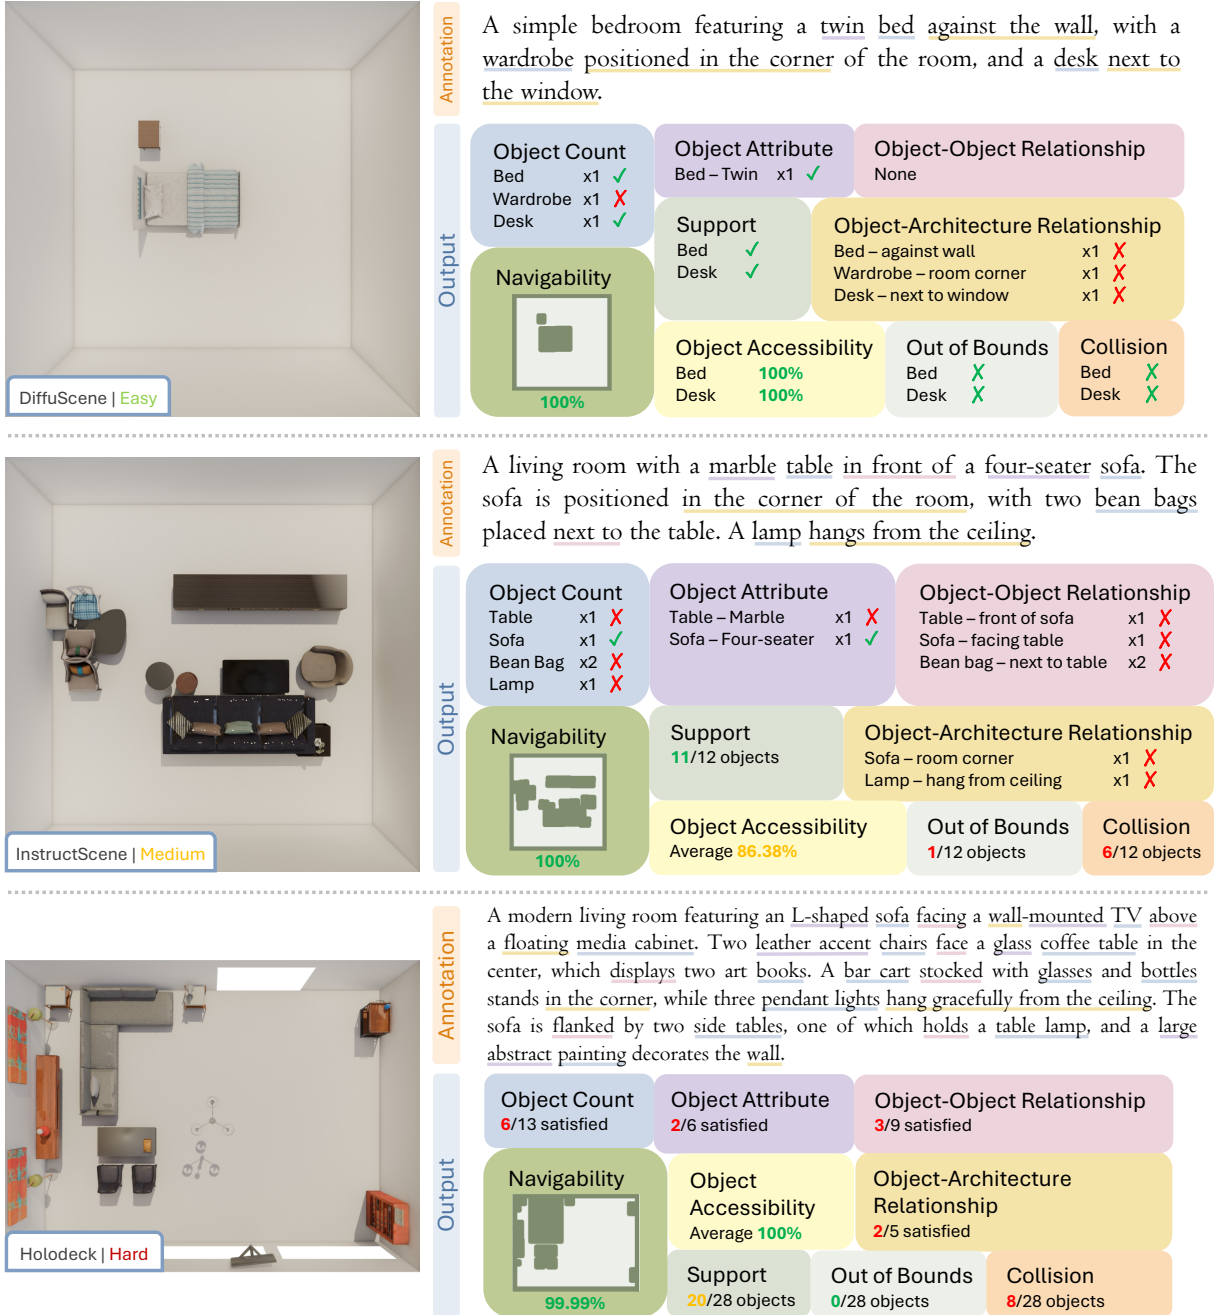 Annotation
A simple bedroom featuring a twin bed against the wall, with a
wardrobe positioned in the corner of the room, and a desk next to
the window.
Output
Object Count
Bed x1 ✓
Wardrobe x1 ✗
Desk x1 ✓
Object Attribute
Bed – Twin x1 ✓
Object-Object Relationship
None
Support
Bed ✓
Desk ✓
Object-Architecture Relationship
Bed – against wall x1 ✗
Wardrobe – room corner x1 ✗
Desk – next to window x1 ✗
Navigability
100%
Object Accessibility
Bed 100%
Desk 100%
Out of Bounds
Bed ✗
Desk ✗
Collision
Bed ✗
Desk ✗
DiffuScene | Easy
Annotation
A living room with a marble table in front of a four-seater sofa. The
sofa is positioned in the corner of the room, with two bean bags
placed next to the table. A lamp hangs from the ceiling.
Output
Object Count
Table x1 ✗
Sofa x1 ✓
Bean Bag x2 ✗
Lamp x1 ✗
Object Attribute
Table – Marble x1 ✗
Sofa – Four-seater x1 ✓
Object-Object Relationship
Table – front of sofa x1 ✗
Sofa – facing table x1 ✗
Bean bag – next to table x2 ✗
Navigability
100%
Support
11/12 objects
Object-Architecture Relationship
Sofa – room corner x1 ✗
Lamp – hang from ceiling x1 ✗
Object Accessibility
Average 86.38%
Out of Bounds
1/12 objects
Collision
6/12 objects
InstructScene | Medium
Annotation
A modern living room featuring an L-shaped sofa facing a wall-mounted TV above
a floating media cabinet. Two leather accent chairs face a glass coffee table in the
center, which displays two art books. A bar cart stocked with glasses and bottles
stands in the corner, while three pendant lights hang gracefully from the ceiling. The
sofa is flanked by two side tables, one of which holds a table lamp, and a large
abstract painting decorates the wall.
Output
Object Count
6/13 satisfied
Object Attribute
2/6 satisfied
Object-Object Relationship
3/9 satisfied
Navigability
99.99%
Object
Accessibility
Average 100%
Object-Architecture
Relationship
2/5 satisfied
Support
20/28 objects
Out of Bounds
0/28 objects
Collision
8/28 objects
Holodeck | Hard